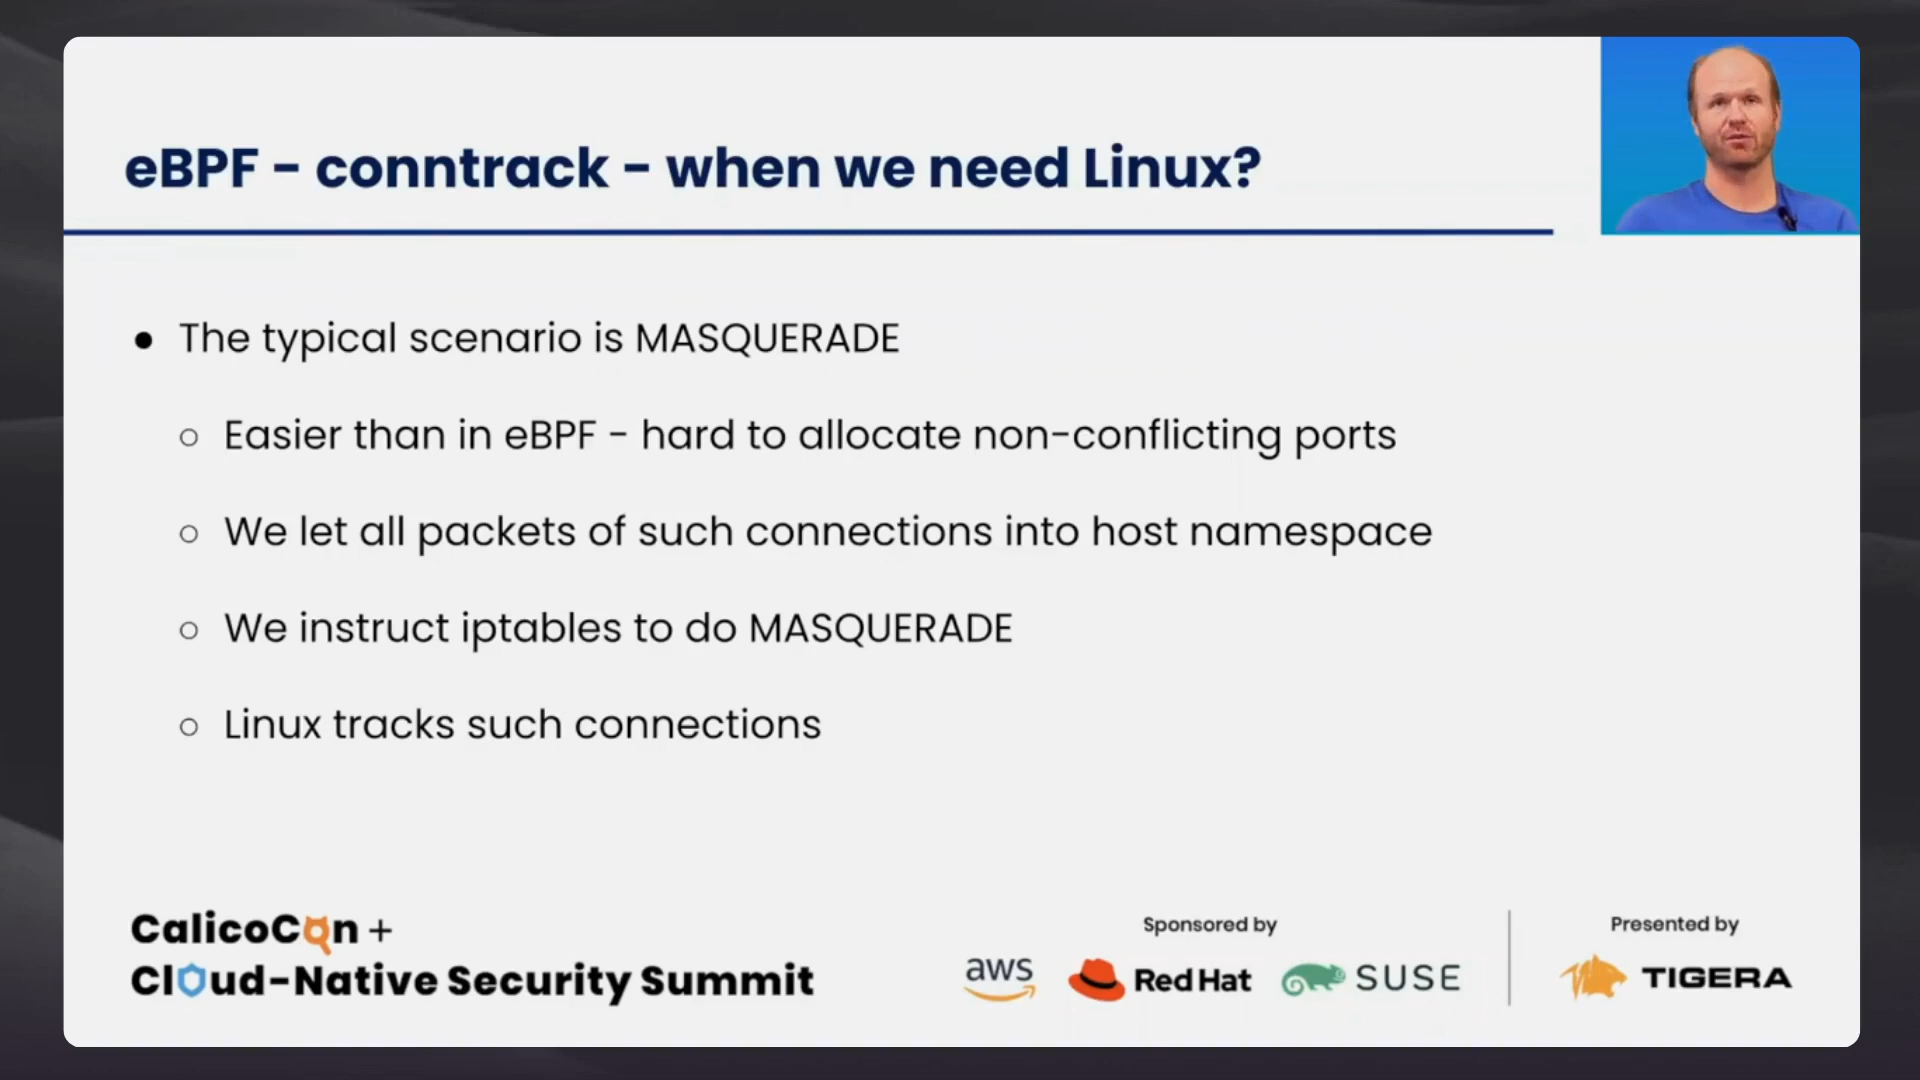 eBPF - conntrack - when we need Linux?
● The typical scenario is MASQUERADE
○ Easier than in eBPF - hard to allocate non-conflicting ports
○ We let all packets of such connections into host namespace
○ We instruct iptables to do MASQUERADE
○ Linux tracks such connections
CalicoCon +
Cloud-Native Security Summit
Sponsored by
aws Red Hat SUSE
Presented by
TIGERA